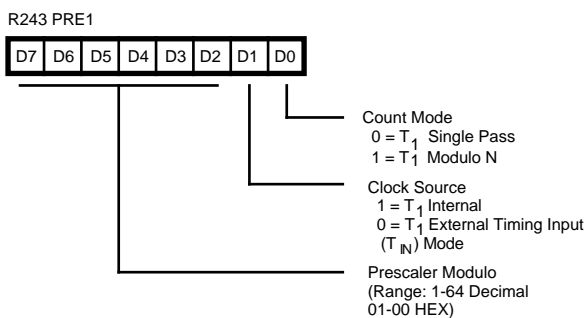 R243 PRE1
D7 D6 D5 D4 D3 D2 D1 D0
Count Mode
0 = T1 Single Pass
1 = T1 Modulo N
Clock Source
1 = T1 Internal
0 = T1 External Timing Input
(TIN) Mode
Prescaler Modulo
(Range: 1-64 Decimal
01-00 HEX)